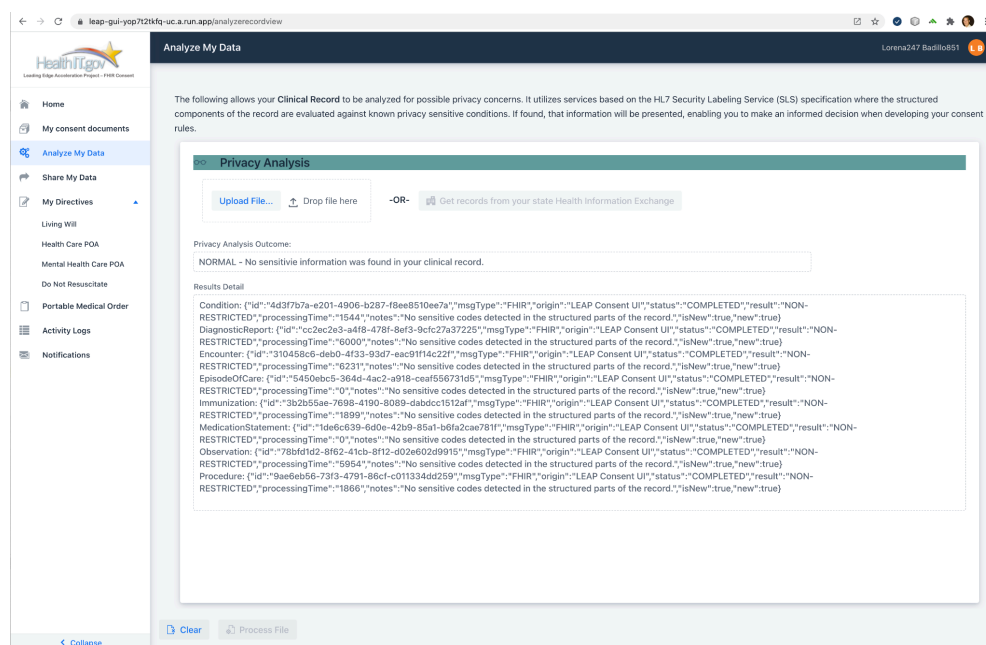 leap-gui-yop7t2tkfq-uc.a.run.app/analyzerecordview
HealthIT.gov
Leading Edge Acceleration Project - FHIR Consent
Analyze My Data
Lorena247 Badillo851
LB
Home
My consent documents
Analyze My Data
Share My Data
My Directives
Living Will
Health Care POA
Mental Health Care POA
Do Not Resuscitate
Portable Medical Order
Activity Logs
Notifications
Collapse
The following allows your Clinical Record to be analyzed for possible privacy concerns. It utilizes services based on the HL7 Security Labeling Service (SLS) specification where the structured
components of the record are evaluated against known privacy sensitive conditions. If found, that information will be presented, enabling you to make an informed decision when developing your consent
rules.
Privacy Analysis
Upload File... Drop file here -OR- Get records from your state Health Information Exchange
Privacy Analysis Outcome:
NORMAL - No sensitivie information was found in your clinical record.
Results Detail
Condition: {"id":"4d3f7b7a-e201-4906-b287-f8ee8510ee7a","msgType":"FHIR","origin":"LEAP Consent UI","status":"COMPLETED","result":"NON-
RESTRICTED","processingTime":"1544","notes":"No sensitive codes detected in the structured parts of the record.","isNew":true,"new":true}
DiagnosticReport: {"id":"cc2ec2e3-a4f8-478f-8ef3-9cfc27a37225","msgType":"FHIR","origin":"LEAP Consent UI","status":"COMPLETED","result":"NON-
RESTRICTED","processingTime":"6000","notes":"No sensitive codes detected in the structured parts of the record.","isNew":true,"new":true}
Encounter: {"id":"310458c6-deb0-4f33-93d7-eac91f14c22f","msgType":"FHIR","origin":"LEAP Consent UI","status":"COMPLETED","result":"NON-
RESTRICTED","processingTime":"6231","notes":"No sensitive codes detected in the structured parts of the record.","isNew":true,"new":true}
EpisodeOfCare: {"id":"5450ebc5-364d-4ac2-a918-ceaf556731d5","msgType":"FHIR","origin":"LEAP Consent UI","status":"COMPLETED","result":"NON-
RESTRICTED","processingTime":"0","notes":"No sensitive codes detected in the structured parts of the record.","isNew":true,"new":true}
Immunization: {"id":"3b2b55ae-7698-4190-8089-dabdcc1512af","msgType":"FHIR","origin":"LEAP Consent UI","status":"COMPLETED","result":"NON-
RESTRICTED","processingTime":"1899","notes":"No sensitive codes detected in the structured parts of the record.","isNew":true,"new":true}
MedicationStatement: {"id":"1de6c639-6d0e-42b9-85a1-b6fa2cae781f","msgType":"FHIR","origin":"LEAP Consent UI","status":"COMPLETED","result":"NON-
RESTRICTED","processingTime":"0","notes":"No sensitive codes detected in the structured parts of the record.","isNew":true,"new":true}
Observation: {"id":"78bfd1d2-8f62-41cb-8f12-d02e602d9915","msgType":"FHIR","origin":"LEAP Consent UI","status":"COMPLETED","result":"NON-
RESTRICTED","processingTime":"5954","notes":"No sensitive codes detected in the structured parts of the record.","isNew":true,"new":true}
Procedure: {"id":"9ae6eb56-73f3-4791-86cf-c011334dd259","msgType":"FHIR","origin":"LEAP Consent UI","status":"COMPLETED","result":"NON-
RESTRICTED","processingTime":"1866","notes":"No sensitive codes detected in the structured parts of the record.","isNew":true,"new":true}
Clear Process File